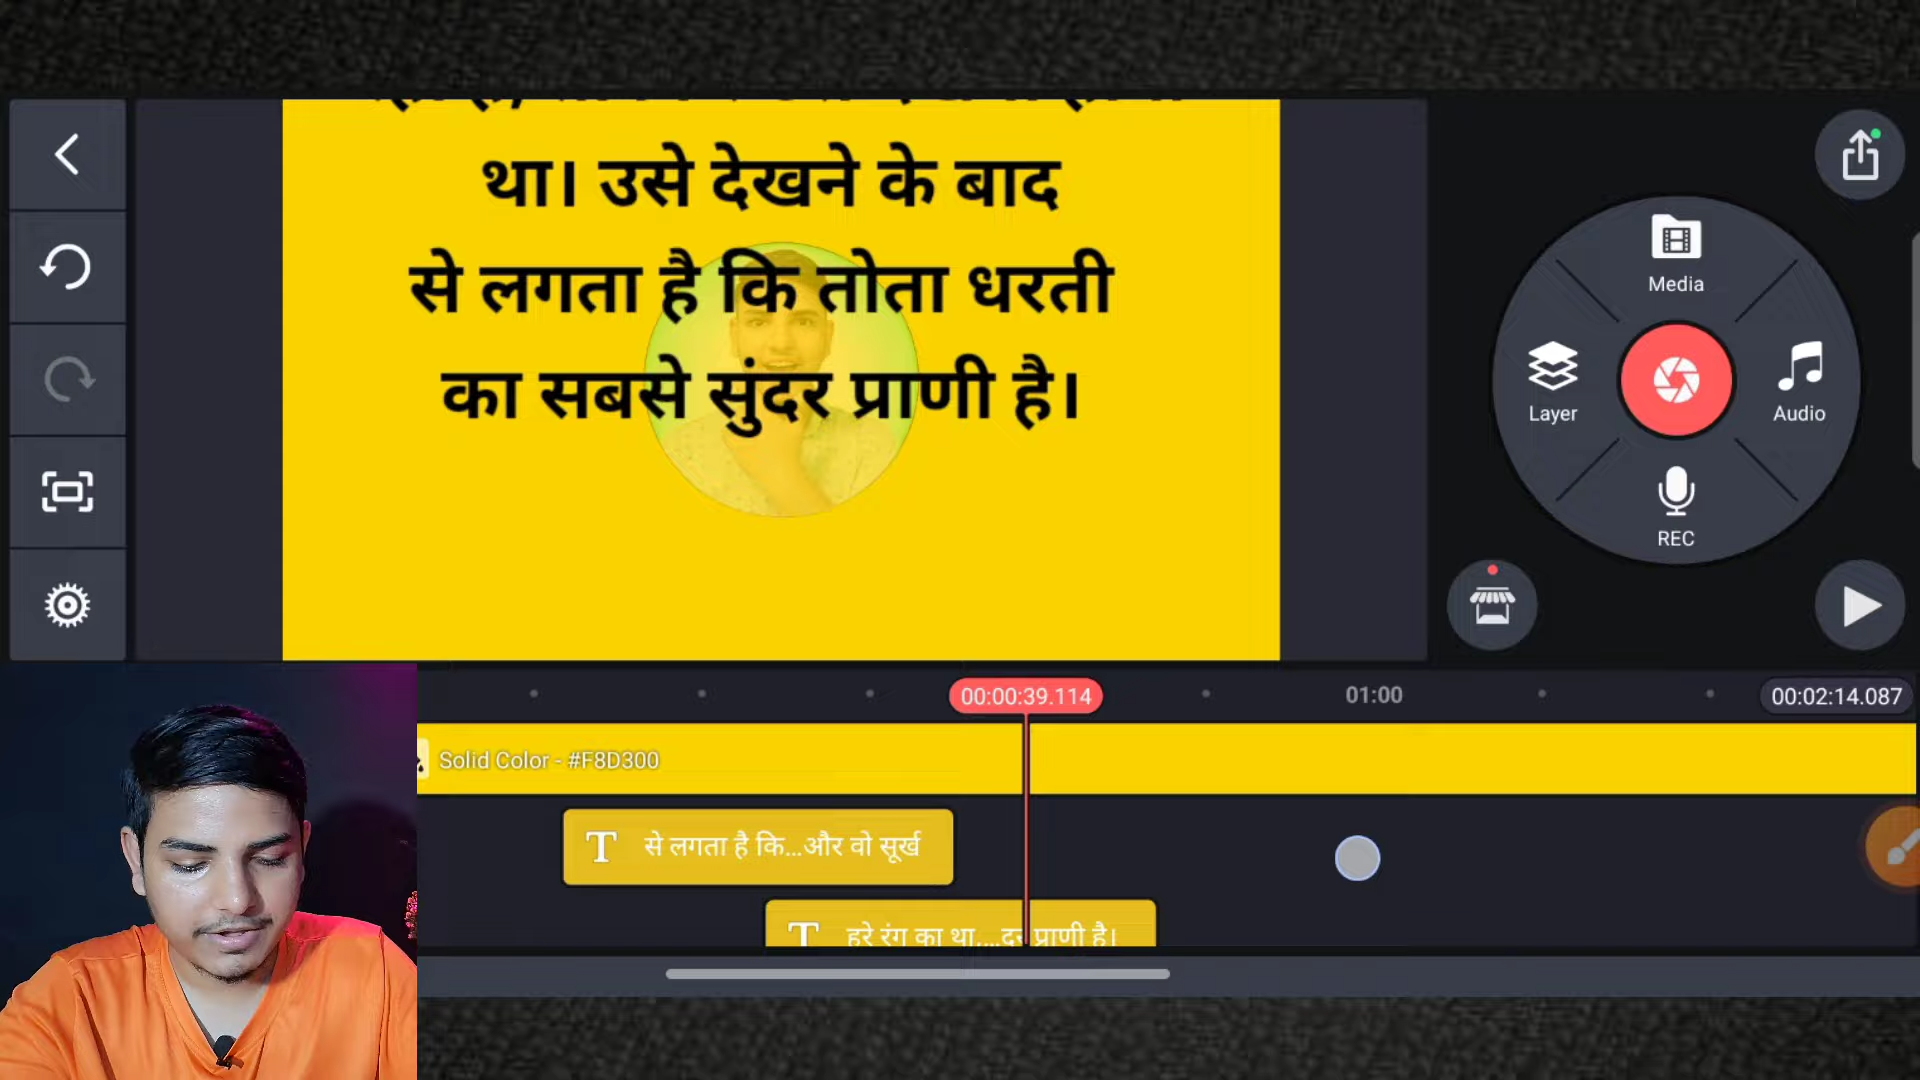 था। उसे देखने के बाद
से लगता है कि तोता धरती
का सबसे सुंदर प्राणी है।
Media
Layer
Audio
REC
00:00:39.114
01:00
00:02:14.087
Solid Color - #F8D300
T से लगता है कि...और वो सूर्ख
T हरे रंग का था....दर प्राणी है।